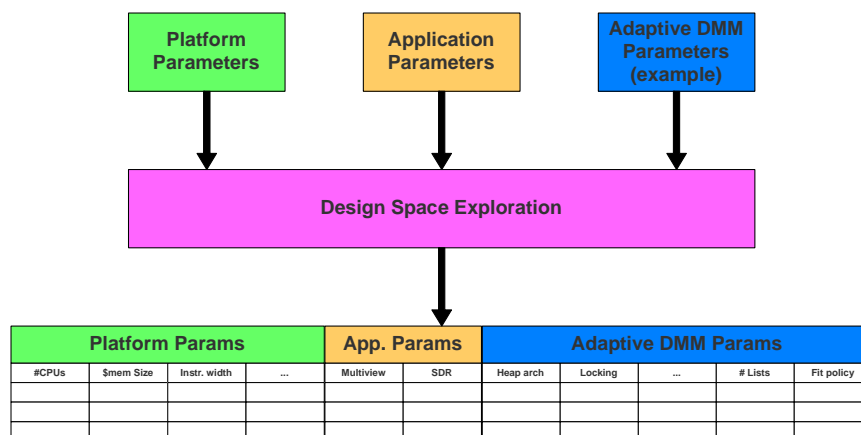 Platform
Parameters
Application
Parameters
Adaptive DMM
Parameters
(example)
Design Space Exploration
Platform Params App. Params Adaptive DMM Params
#CPUs $mem Size Instr. width ... Multiview SDR Heap arch Locking ... # Lists Fit policy